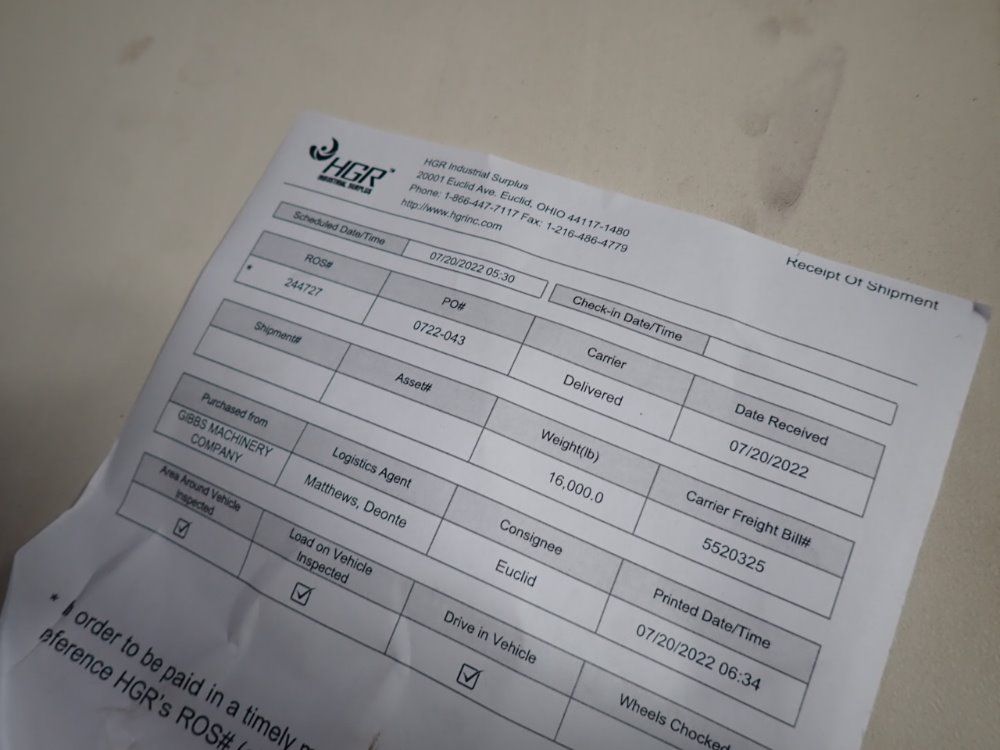 HGR™
INDUSTRIAL SURPLUS
HGR Industrial Surplus
20001 Euclid Ave. Euclid, OHIO 44117-1480
Phone: 1-866-447-7117 Fax: 1-216-486-4779
http://www.hgrinc.com
Receipt Of Shipment
Scheduled Date/Time
07/20/2022 05:30
Check-in Date/Time
ROS#
PO#
Carrier
Date Received
* 244727
0722-043
Delivered
07/20/2022
Shipment#
Asset#
Weight(lb)
Carrier Freight Bill#
16,000.0
5520325
Purchased from
Logistics Agent
Consignee
Printed Date/Time
GIBBS MACHINERY
COMPANY
Matthews, Deonte
Euclid
07/20/2022 06:34
Area Around Vehicle
Inspected
Load on Vehicle
Inspected
Drive in Vehicle
Wheels Chocked
* order to be paid in a timely
HGR's ROS#